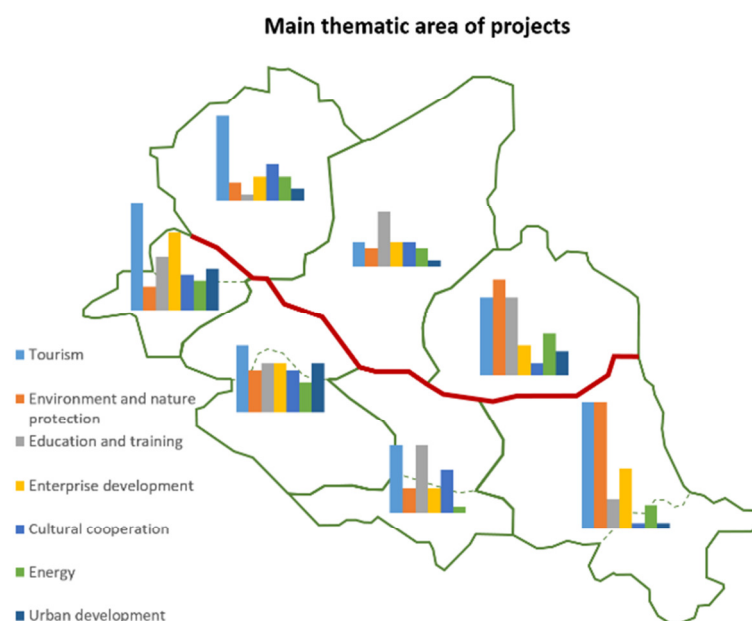 Main thematic area of projects
Tourism
Environment and nature
protection
Education and training
Enterprise development
Cultural cooperation
Energy
Urban development